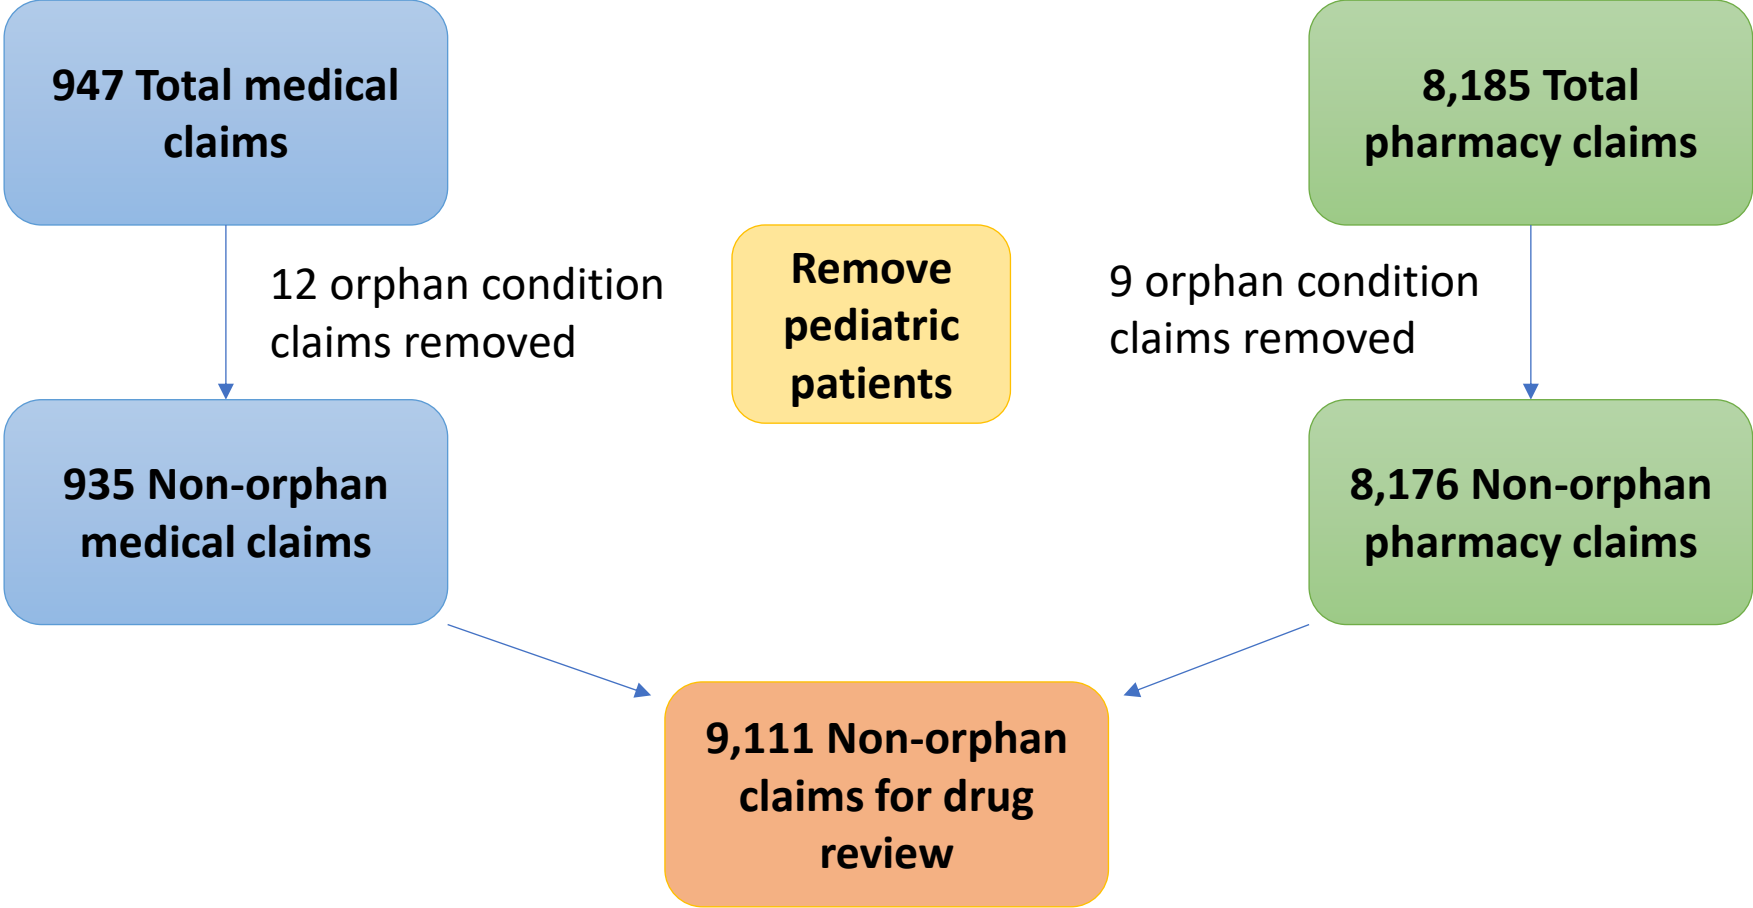 947 Total medical
claims
8,185 Total
pharmacy claims
12 orphan condition
claims removed
Remove
pediatric
patients
9 orphan condition
claims removed
935 Non-orphan
medical claims
8,176 Non-orphan
pharmacy claims
9,111 Non-orphan
claims for drug
review